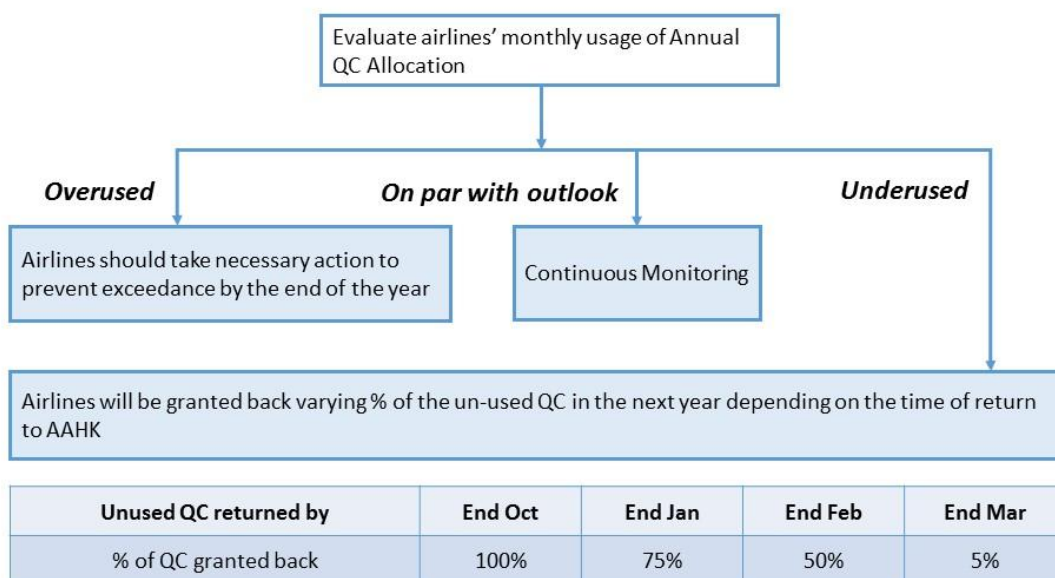 Evaluate airlines’ monthly usage of Annual
QC Allocation
Overused
On par with outlook
Underused
Airlines should take necessary action to
prevent exceedance by the end of the year
Continuous Monitoring
Airlines will be granted back varying % of the un-used QC in the next year depending on the time of return
to AAHK
Unused QC returned by End Oct End Jan End Feb End Mar
% of QC granted back 100% 75% 50% 5%